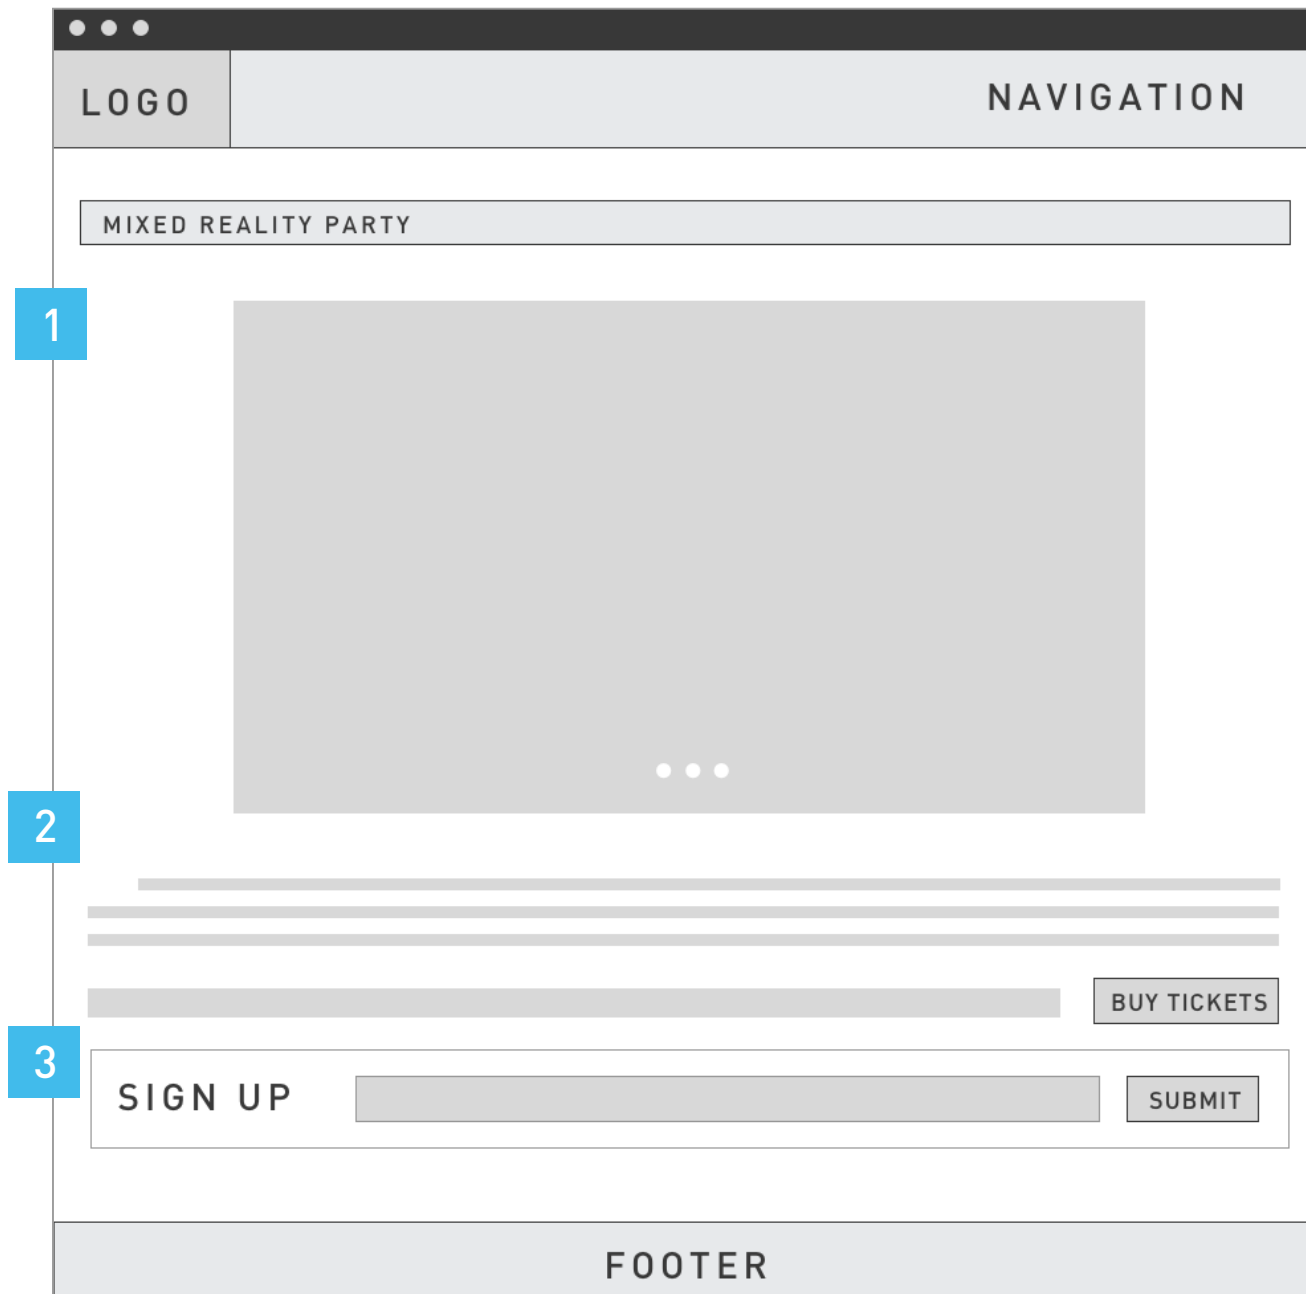 LOGO
NAVIGATION
MIXED REALITY PARTY
1
2
BUY TICKETS
3
SIGN UP
SUBMIT
FOOTER